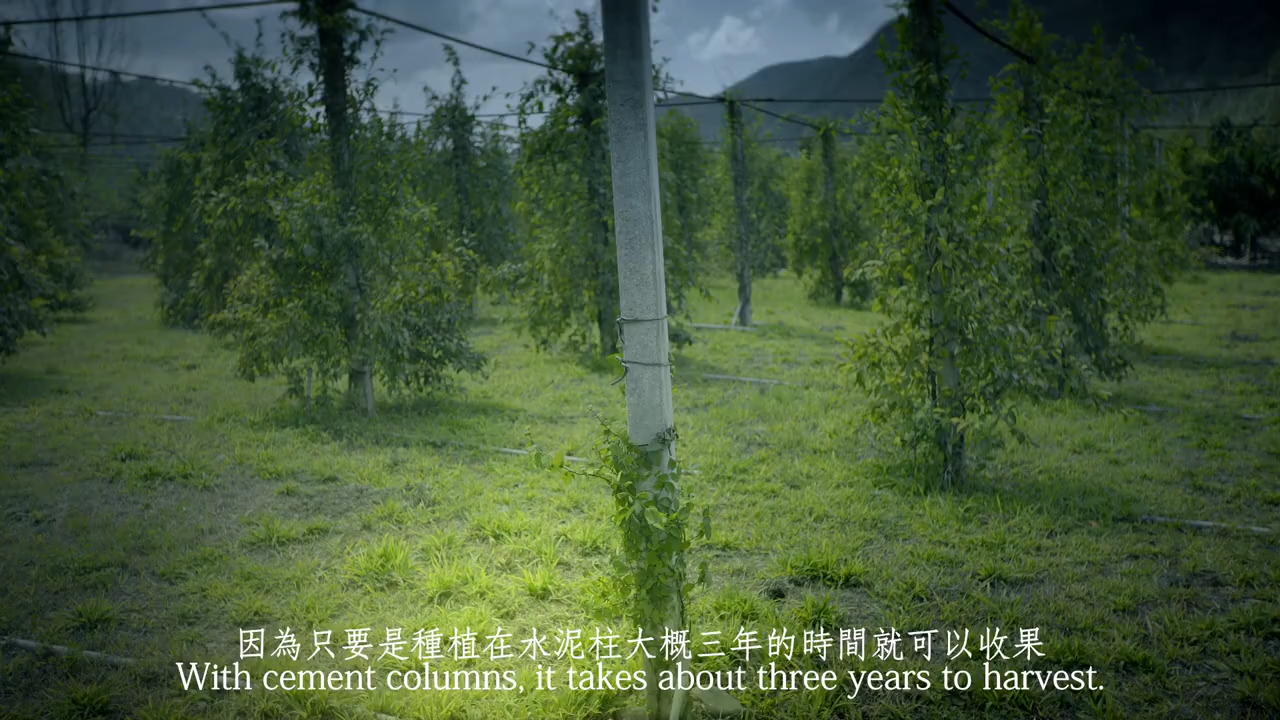 因為只要是種植在水泥柱大概三年的時間就可以收果
With cement columns, it takes about three years to harvest.